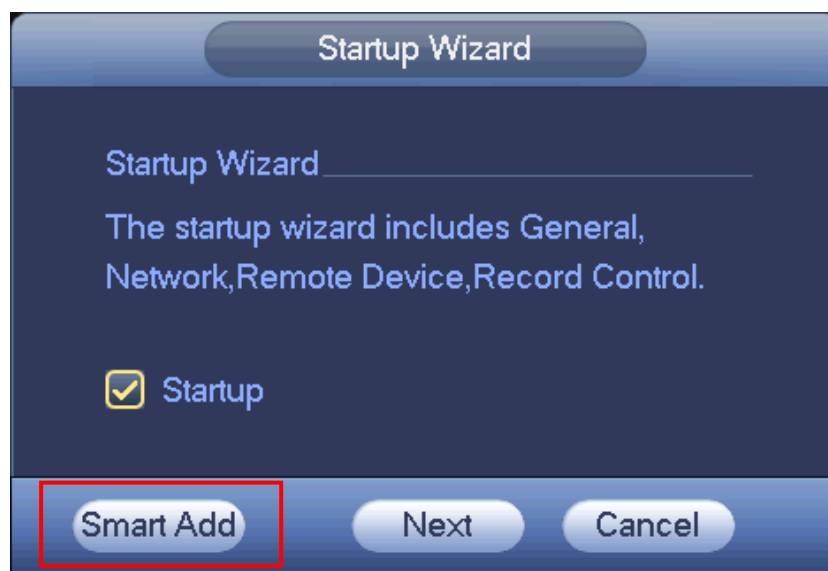 Startup Wizard
Startup Wizard
The startup wizard includes General,
Network,Remote Device,Record Control.
Startup
Smart Add Next Cancel